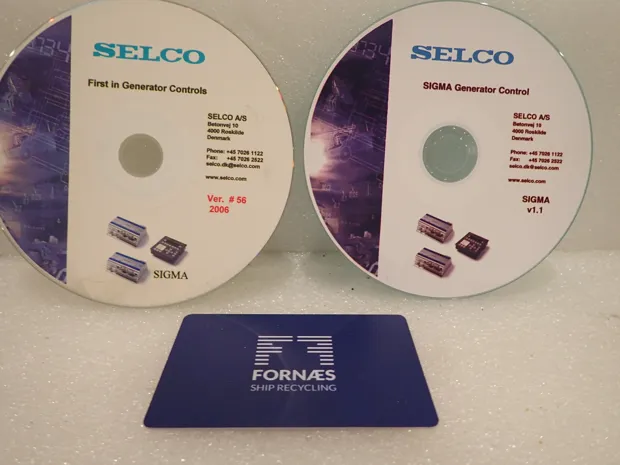 SELCO
First in Generator Controls
SELCO A/S
Betonvej 10
4000 Roskilde
Denmark
Phone: +45 7026 1122
Fax: +45 7026 2522
selco.dk@selco.com
www.selco.com
Ver. # 56
2006
SIGMA
SELCO
SIGMA Generator Control
SELCO A/S
Betonvej 10
4000 Roskilde
Denmark
Phone: +45 7026 1122
Fax: +45 7026 2522
selco.dk@selco.com
www.selco.com
SIGMA
v1.1
FORNÆS
SHIP RECYCLING